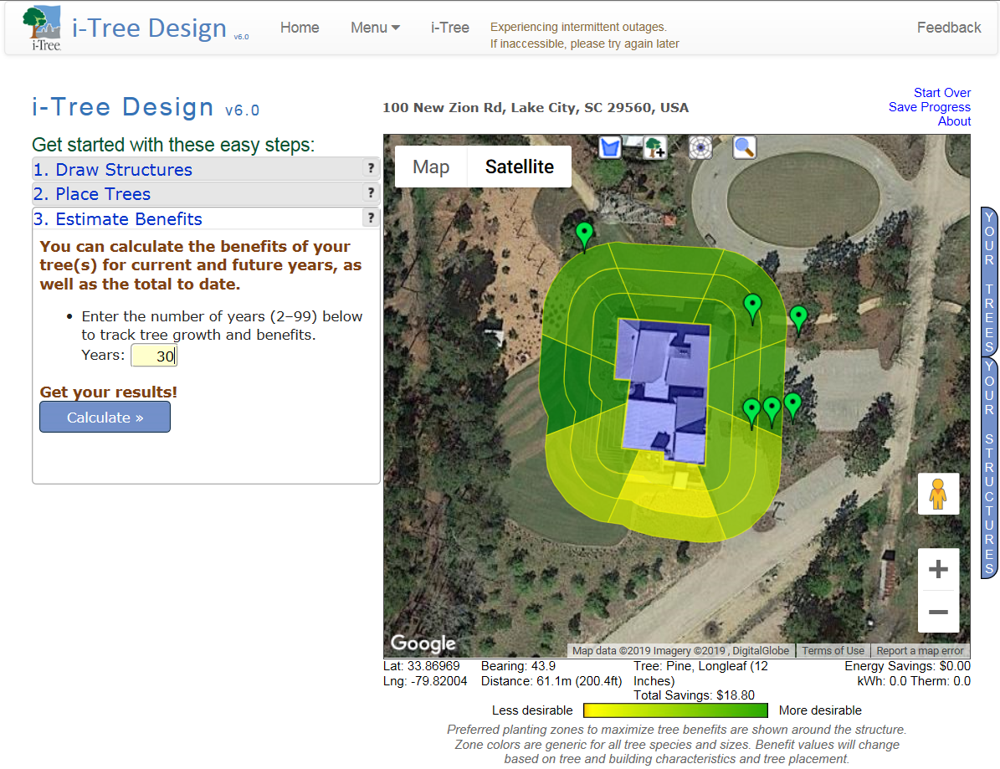 i-Tree
i-Tree Design v6.0
Home
Menu
i-Tree
Experiencing intermittent outages.
If inaccessible, please try again later
Feedback
i-Tree Design v6.0
Get started with these easy steps:
1. Draw Structures ?
2. Place Trees ?
3. Estimate Benefits ?
You can calculate the benefits of your
tree(s) for current and future years, as
well as the total to date.
• Enter the number of years (2–99) below
to track tree growth and benefits.
Years: 30
Get your results!
Calculate »
100 New Zion Rd, Lake City, SC 29560, USA
Start Over
Save Progress
About
Map
Satellite
YOUR TREES
YOUR STRUCTURES
Google
Map data ©2019 Imagery ©2019 , DigitalGlobe
Terms of Use
Report a map error
Lat: 33.86969
Lng: -79.82004
Bearing: 43.9
Distance: 61.1m (200.4ft)
Tree: Pine, Longleaf (12
Inches)
Total Savings: $18.80
Energy Savings: $0.00
kWh: 0.0 Therm: 0.0
Less desirable
More desirable
Preferred planting zones to maximize tree benefits are shown around the structure.
Zone colors are generic for all tree species and sizes. Benefit values will change
based on tree and building characteristics and tree placement.